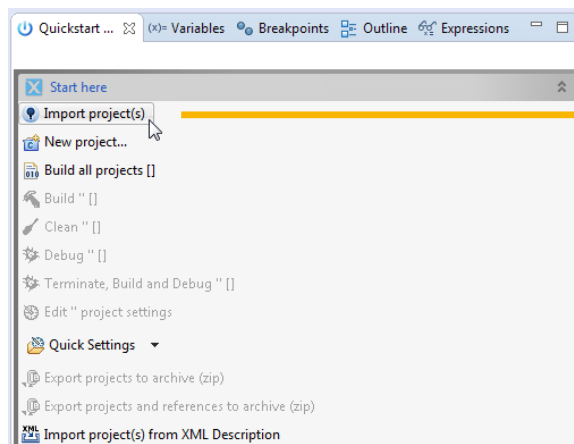 Quickstart ... (x)= Variables Breakpoints Outline Expressions
Start here
Import project(s)
New project...
Build all projects []
Build '' []
Clean '' []
Debug '' []
Terminate, Build and Debug '' []
Edit '' project settings
Quick Settings
Export projects to archive (zip)
Export projects and references to archive (zip)
Import project(s) from XML Description